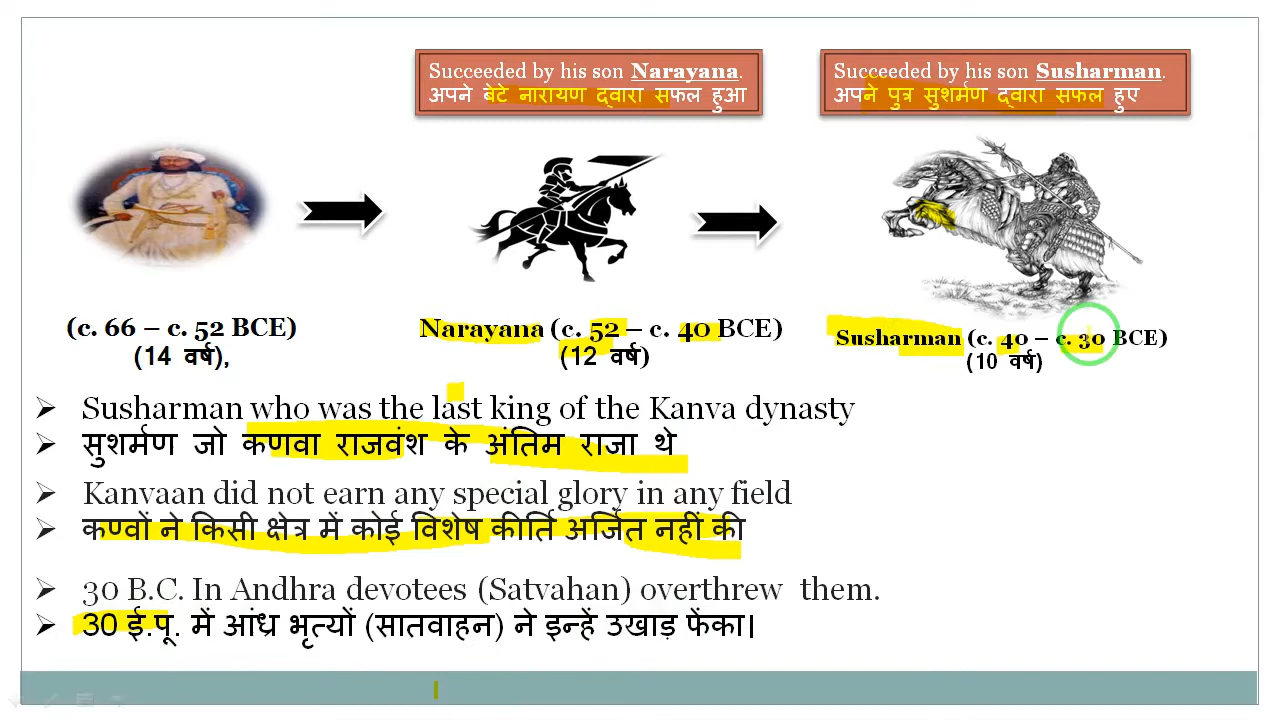 Succeeded by his son Narayana.
अपने बेटे नारायण द्वारा सफल हुआ
Succeeded by his son Susharman.
अपने पुत्र सुशर्मण द्वारा सफल हुए
(c. 66 – c. 52 BCE)
(14 वर्ष),
Narayana (c. 52 – c. 40 BCE)
(12 वर्ष)
Susharman (c. 40 – c. 30 BCE)
(10 वर्ष)
➢ Susharman who was the last king of the Kanva dynasty
➢ सुशर्मण जो कणवा राजवंश के अंतिम राजा थे
➢ Kanvaan did not earn any special glory in any field
➢ कण्वों ने किसी क्षेत्र में कोई विशेष कीर्ति अर्जित नहीं की
➢ 30 B.C. In Andhra devotees (Satvahan) overthrew them.
➢ 30 ई.पू. में आंध्र भृत्यों (सातवाहन) ने इन्हें उखाड़ फेंका।